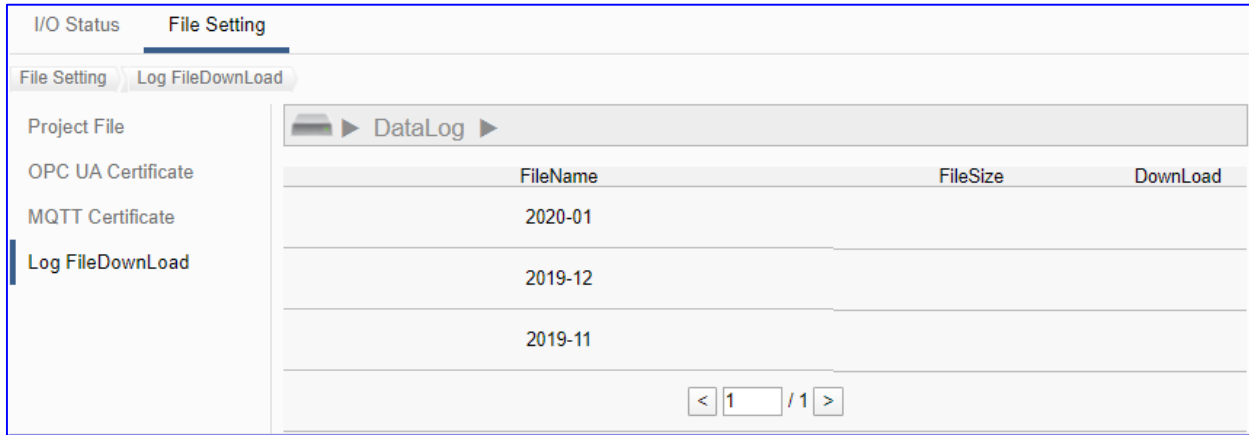 I/O Status File Setting
File Setting Log FileDownLoad
Project File
OPC UA Certificate
MQTT Certificate
Log FileDownLoad
DataLog
FileName FileSize DownLoad
2020-01
2019-12
2019-11
< 1 / 1 >